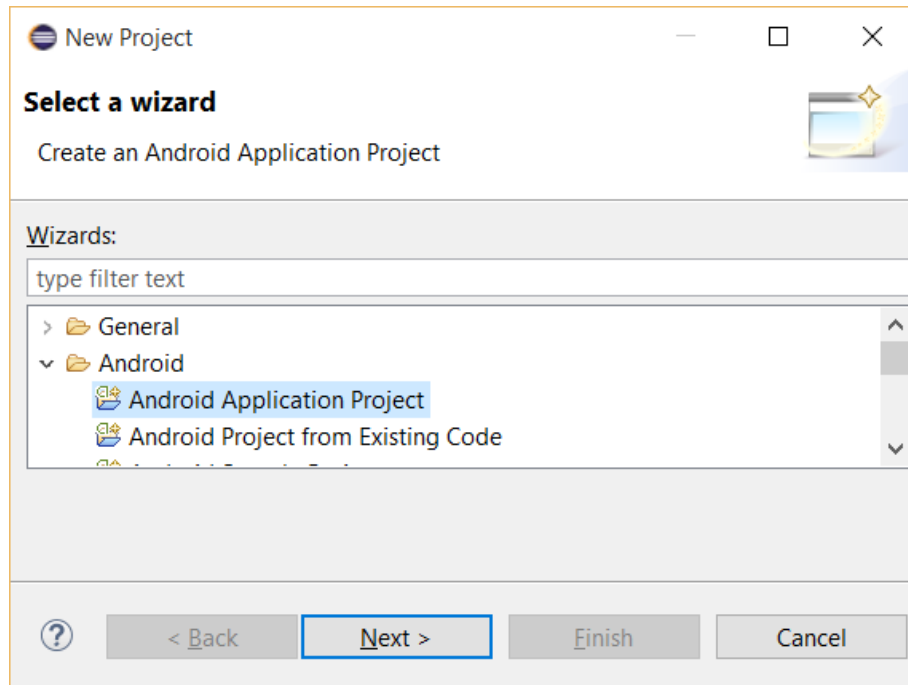 New Project
Select a wizard
Create an Android Application Project
Wizards:
type filter text
General
Android
Android Application Project
Android Project from Existing Code
? < Back Next > Finish Cancel